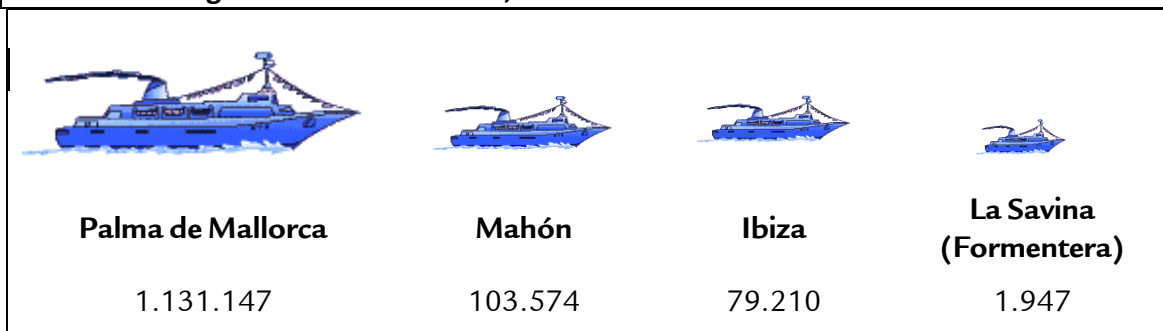 Palma de Mallorca
Mahón
Ibiza
La Savina
(Formentera)
1.131.147
103.574
79.210
1.947